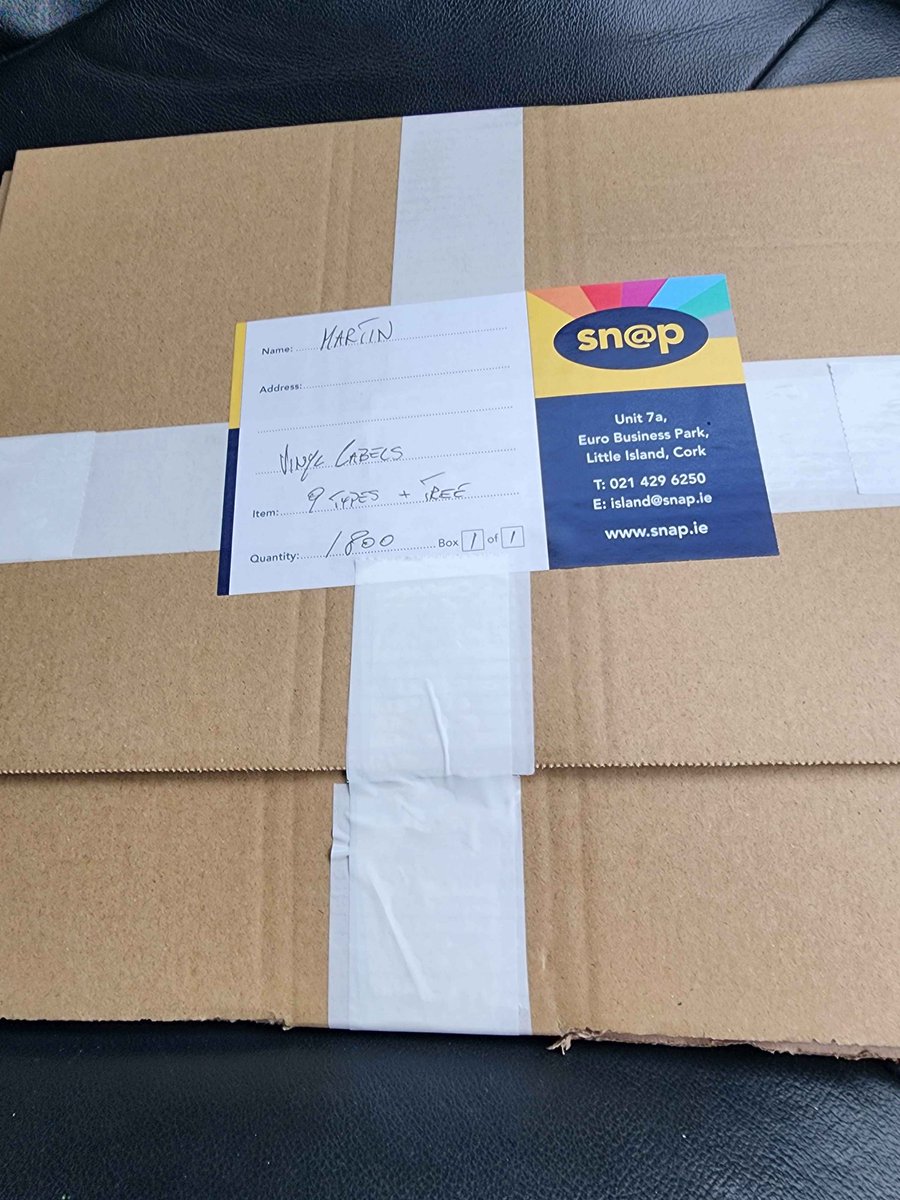 Name: MARTIN
Address:
VINYL LABELS
Item: 9 TYPES + TREE
Quantity: 1800 Box 1 of 1
sn@p
Unit 7a,
Euro Business Park,
Little Island, Cork
T: 021 429 6250
E: island@snap.ie
www.snap.ie